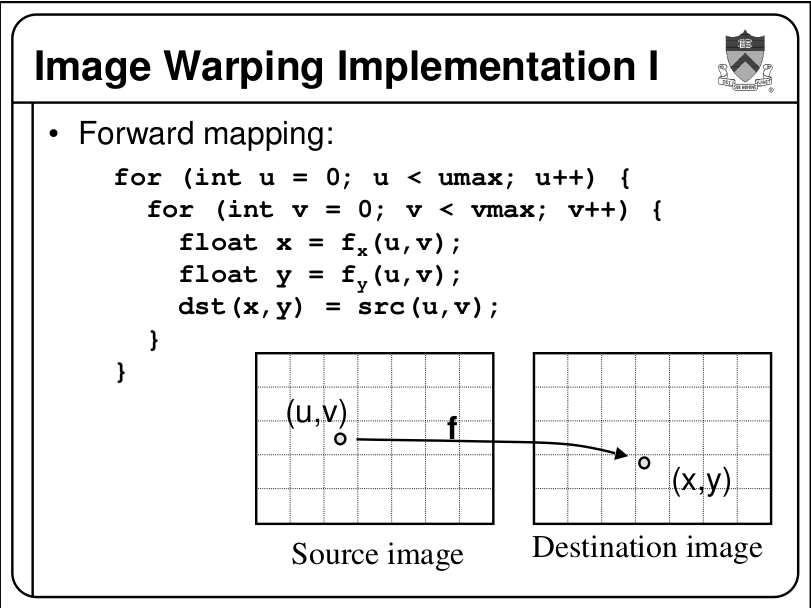 Image Warping Implementation I
• Forward mapping:
for (int u = 0; u < umax; u++) {
for (int v = 0; v < vmax; v++) {
float x = fx(u,v);
float y = fy(u,v);
dst(x,y) = src(u,v);
}
}
(u,v)
f
(x,y)
Source image
Destination image